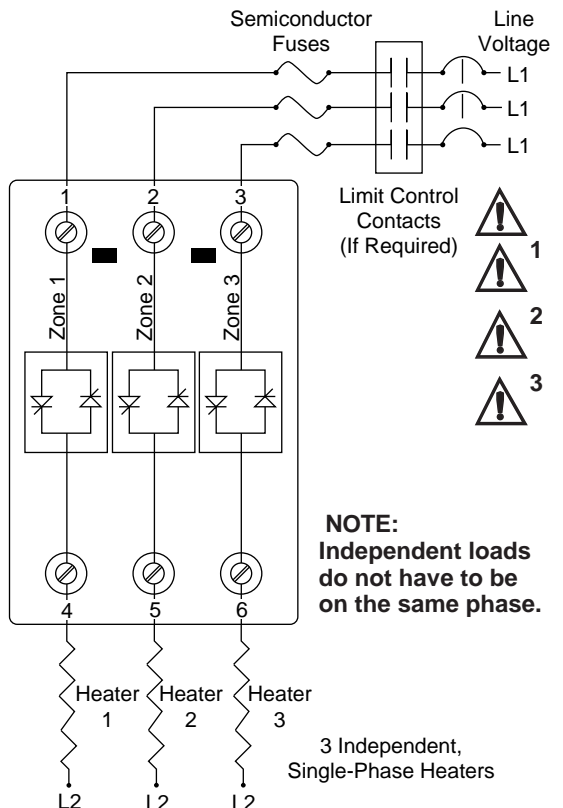 Semiconductor
Fuses
Line
Voltage
L1
L1
L1
Limit Control
Contacts
(If Required)
1
2
3
1 2 3
Zone 1
Zone 2
Zone 3
NOTE:
Independent loads
do not have to be
on the same phase.
4 5 6
Heater
1
Heater
2
Heater
3
3 Independent,
Single-Phase Heaters
L2 L2 L2